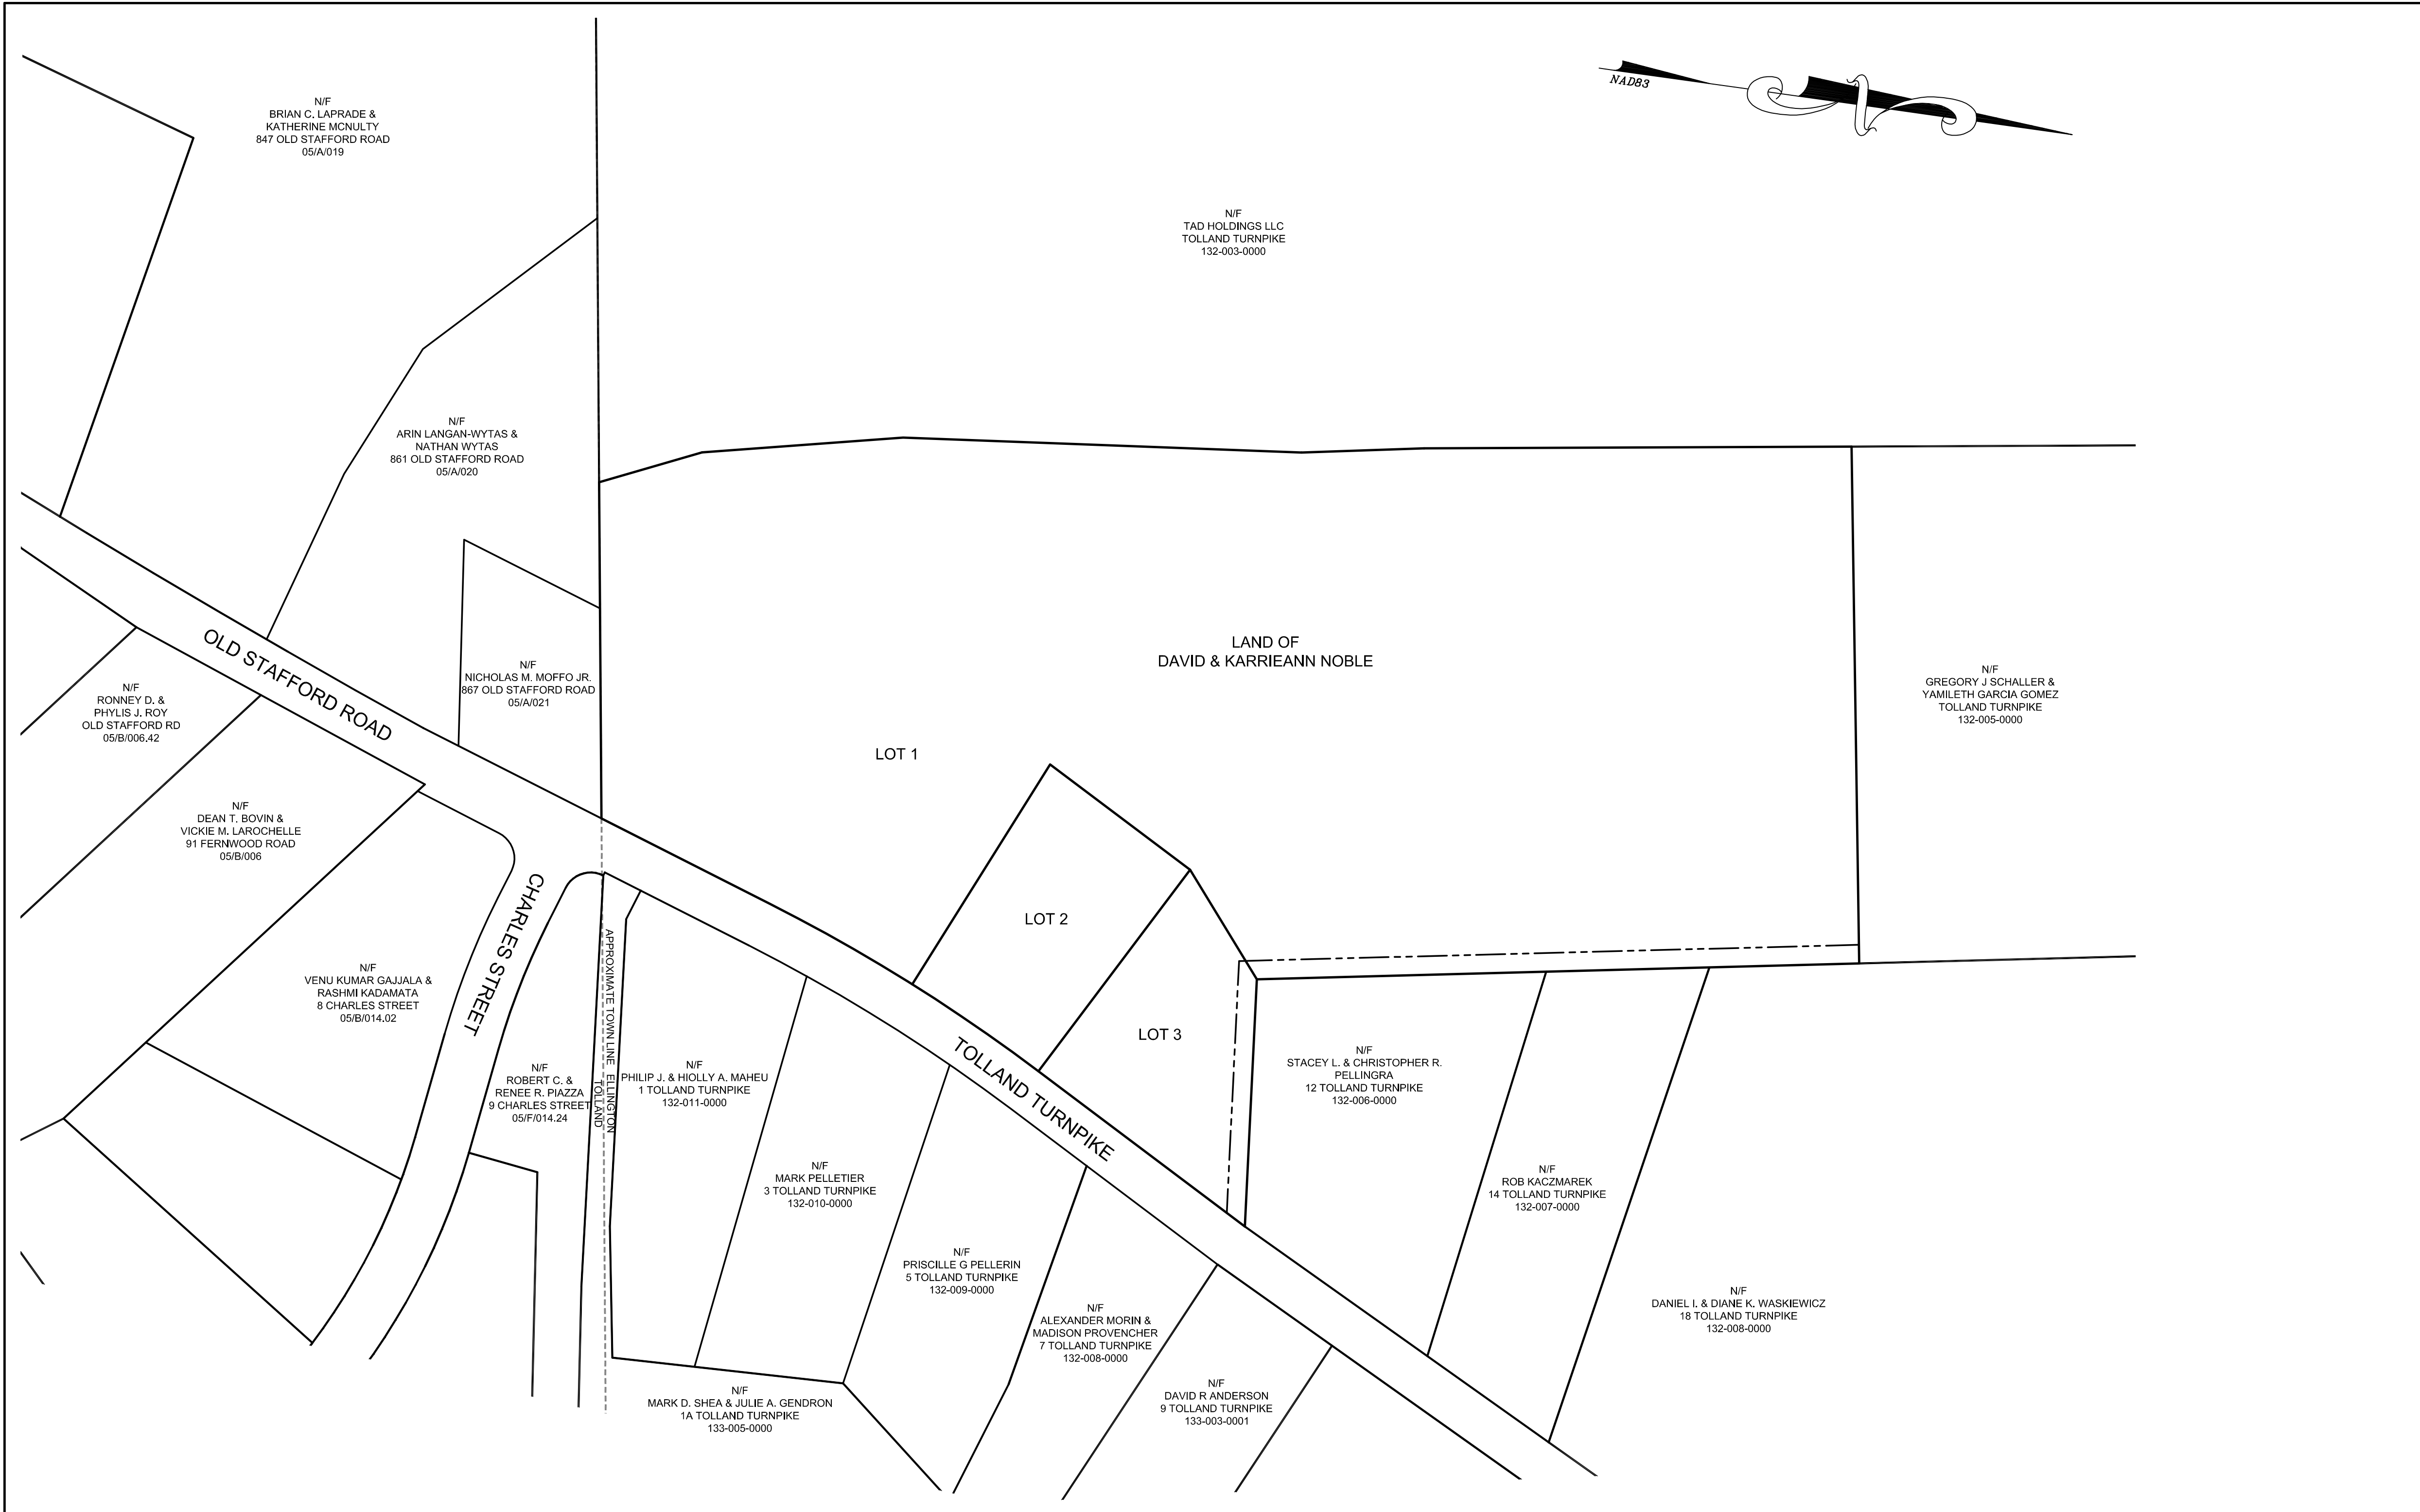 NAD83
N/F
BRIAN C. LAPRADE &
KATHERINE MCNULTY
847 OLD STAFFORD ROAD
05/A/019
N/F
TAD HOLDINGS LLC
TOLLAND TURNPIKE
132-003-0000
N/F
ARIN LANGAN-WYTAS &
NATHAN WYTAS
861 OLD STAFFORD ROAD
05/A/020
N/F
NICHOLAS M. MOFFO JR.
867 OLD STAFFORD ROAD
05/A/021
LAND OF
DAVID & KARRIEANN NOBLE
N/F
GREGORY J SCHALLER &
YAMILETH GARCIA GOMEZ
TOLLAND TURNPIKE
132-005-0000
OLD STAFFORD ROAD
N/F
RONNEY D. &
PHYLIS J. ROY
OLD STAFFORD RD
05/B/006.42
LOT 1
N/F
DEAN T. BOVIN &
VICKIE M. LAROCHELLE
91 FERNWOOD ROAD
05/B/006
LOT 2
CHARLES STREET
N/F
VENU KUMAR GAJJALA &
RASHMI KADAMATA
8 CHARLES STREET
05/B/014.02
APPROXIMATE TOWN LINE ELLINGTON
TOLLAND
LOT 3
TOLLAND TURNPIKE
N/F
ROBERT C. &
RENEE R. PIAZZA
9 CHARLES STREET
05/F/014.24
N/F
PHILIP J. & HIOLLY A. MAHEU
1 TOLLAND TURNPIKE
132-011-0000
N/F
STACEY L. & CHRISTOPHER R.
PELLINGRA
12 TOLLAND TURNPIKE
132-006-0000
N/F
MARK PELLETIER
3 TOLLAND TURNPIKE
132-010-0000
N/F
ROB KACZMAREK
14 TOLLAND TURNPIKE
132-007-0000
N/F
PRISCILLE G PELLERIN
5 TOLLAND TURNPIKE
132-009-0000
N/F
ALEXANDER MORIN &
MADISON PROVENCHER
7 TOLLAND TURNPIKE
132-008-0000
N/F
DANIEL I. & DIANE K. WASKIEWICZ
18 TOLLAND TURNPIKE
132-008-0000
N/F
MARK D. SHEA & JULIE A. GENDRON
1A TOLLAND TURNPIKE
133-005-0000
N/F
DAVID R ANDERSON
9 TOLLAND TURNPIKE
133-003-0001